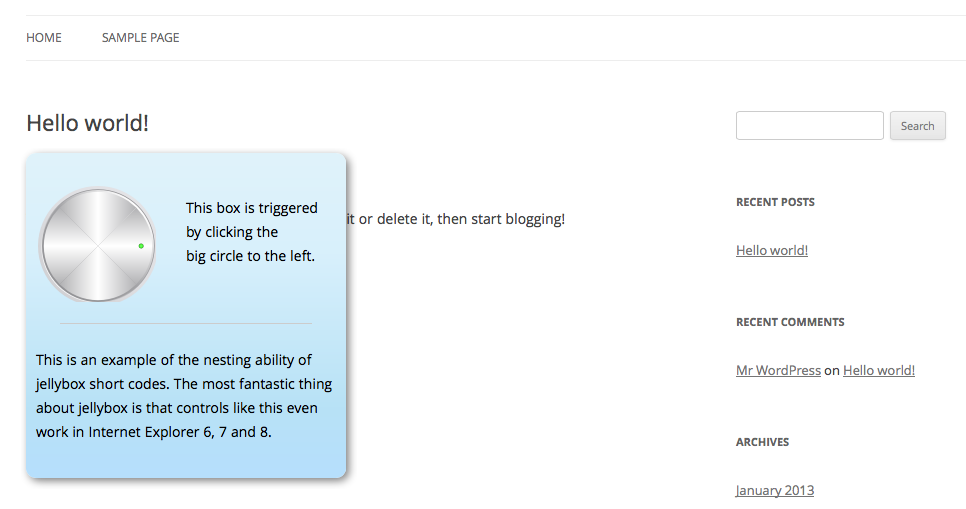 HOME SAMPLE PAGE
Hello world!
This box is triggered
by clicking the
big circle to the left.
it or delete it, then start blogging!
This is an example of the nesting ability of
jellybox short codes. The most fantastic thing
about jellybox is that controls like this even
work in Internet Explorer 6, 7 and 8.
Search
RECENT POSTS
Hello world!
RECENT COMMENTS
Mr WordPress on Hello world!
ARCHIVES
January 2013